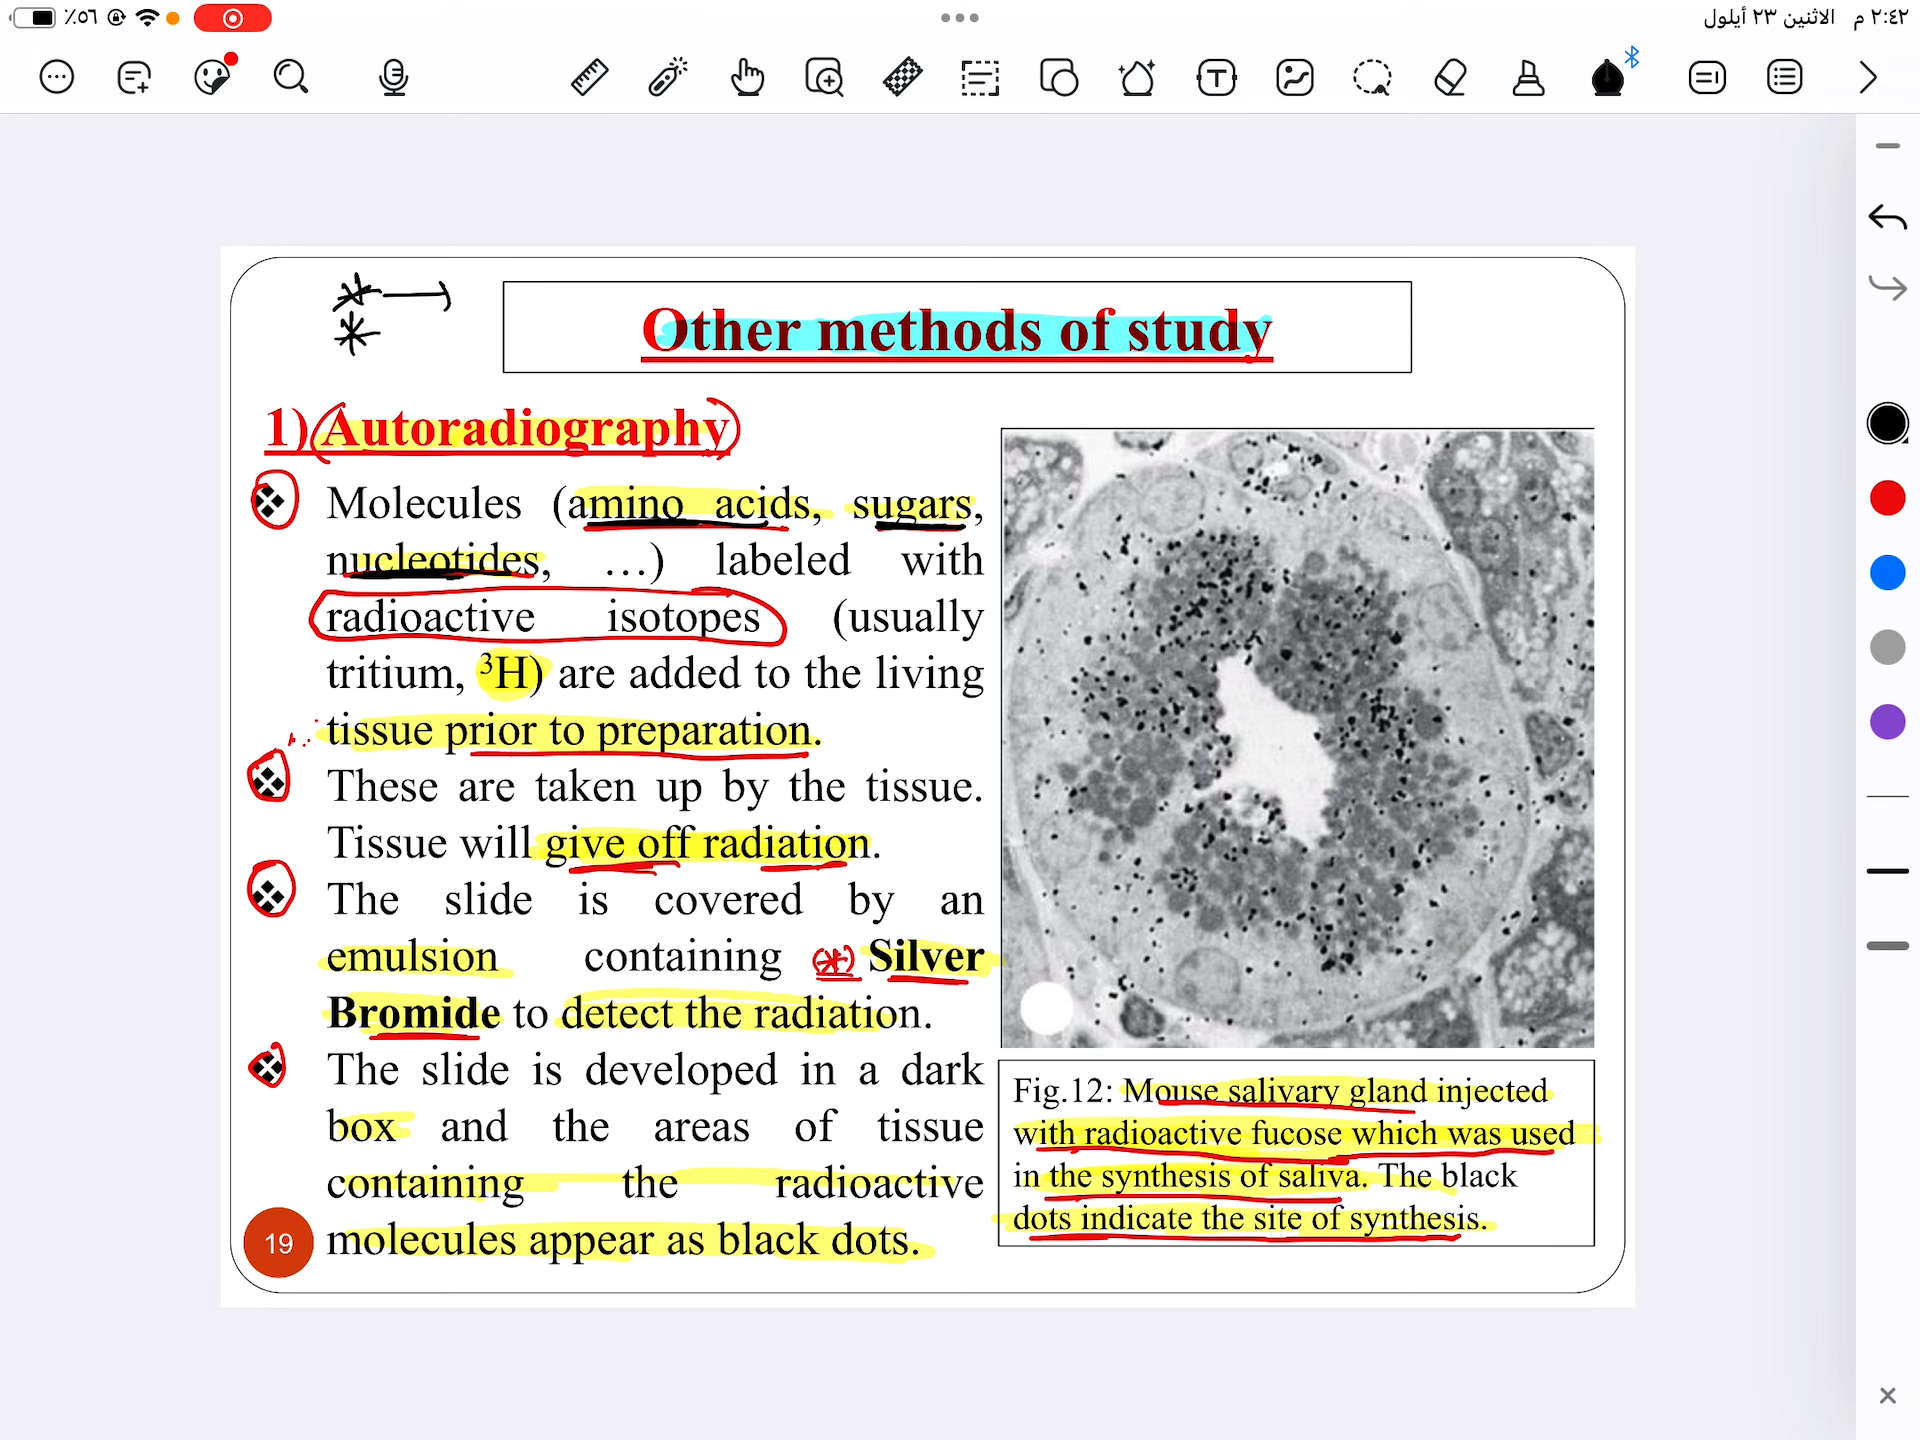 ٪٥٦
٢:٤٢ م الاثنين ٢٣ أيلول
Other methods of study
1) Autoradiography
Molecules (amino acids, sugars,
nucleotides, ...) labeled with
radioactive isotopes (usually
tritium, ³H) are added to the living
tissue prior to preparation.
These are taken up by the tissue.
Tissue will give off radiation.
The slide is covered by an
emulsion containing Silver
Bromide to detect the radiation.
The slide is developed in a dark
box and the areas of tissue
containing the radioactive
molecules appear as black dots.
19
Fig.12: Mouse salivary gland injected
with radioactive fucose which was used
in the synthesis of saliva. The black
dots indicate the site of synthesis.